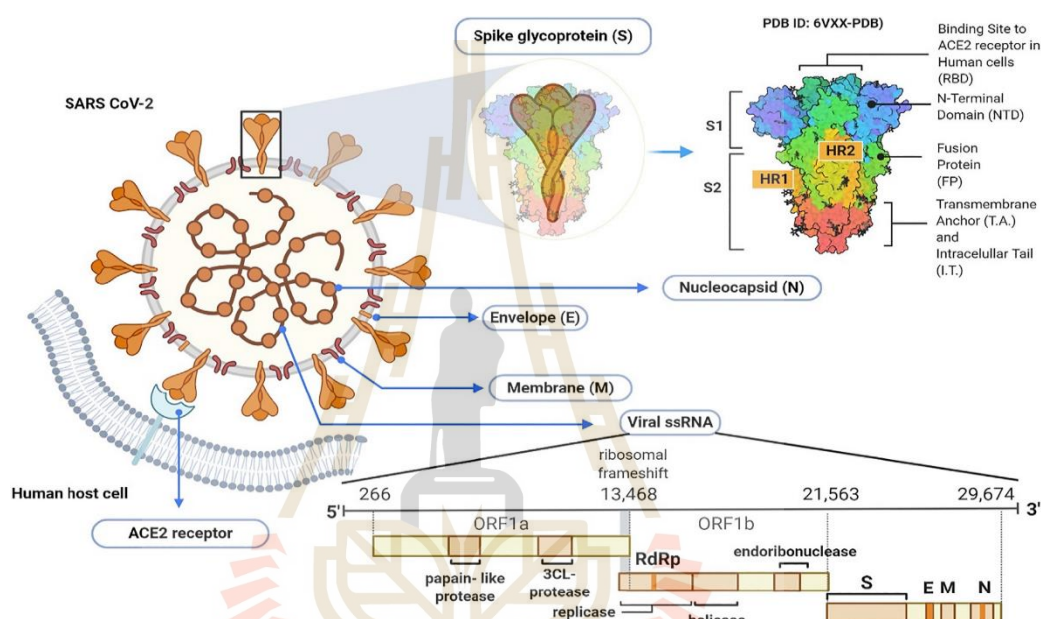 Spike glycoprotein (S)
PDB ID: 6VXX-PDB)
Binding Site to
ACE2 receptor in
Human cells
(RBD)
N-Terminal
Domain (NTD)
Fusion
Protein
(FP)
Transmembrane
Anchor (T.A.)
and
Intracelullar Tail
(I.T.)
S1
S2
HR2
HR1
SARS CoV-2
Nucleocapsid (N)
Envelope (E)
Membrane (M)
Viral ssRNA
Human host cell
ACE2 receptor
ribosomal
frameshift
266
13,468
21,563
29,674
5'
3'
ORF1a
ORF1b
papain- like
protease
3CL-
protease
RdRp
endoribonuclease
replicase
S
E
M
N